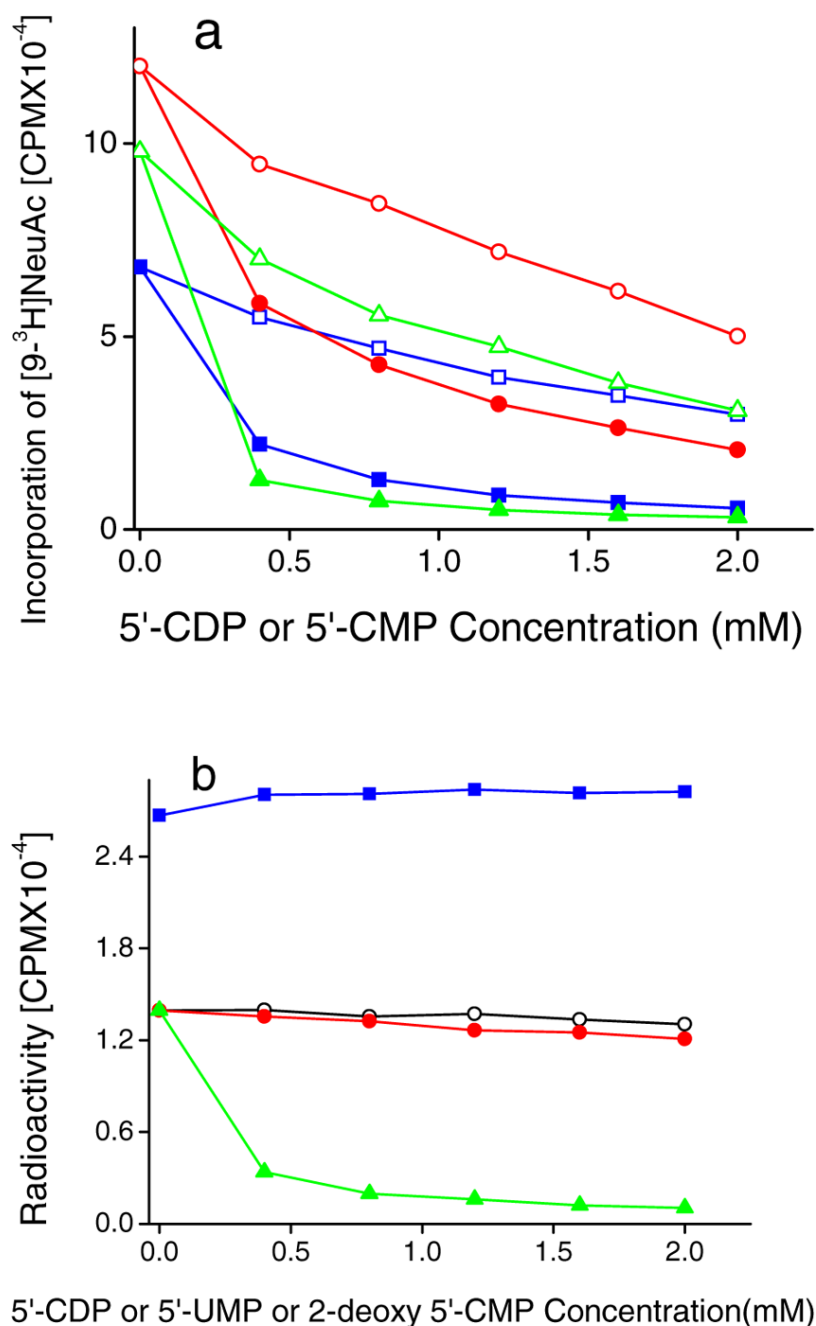 a
Incorporation of [9-³H]NeuAc [CPMX10⁻⁴]
10
5
0
0.0 0.5 1.0 1.5 2.0
5'-CDP or 5'-CMP Concentration (mM)
b
Radioactivity [CPMX10⁻⁴]
2.4
1.8
1.2
0.6
0.0
0.0 0.5 1.0 1.5 2.0
5'-CDP or 5'-UMP or 2-deoxy 5'-CMP Concentration(mM)